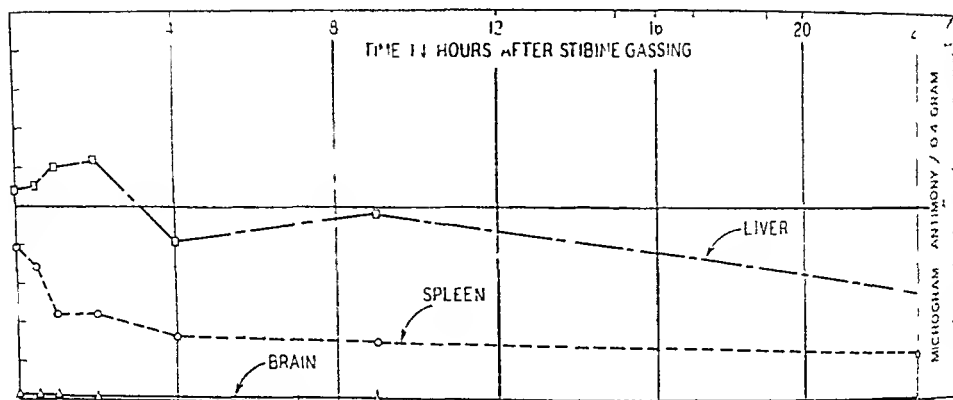 4 8 12 16 20
TIME IN HOURS AFTER STIBINE GASSING
LIVER
SPLEEN
BRAIN
MICROGRAM ANTIMONY / 0.4 GRAM